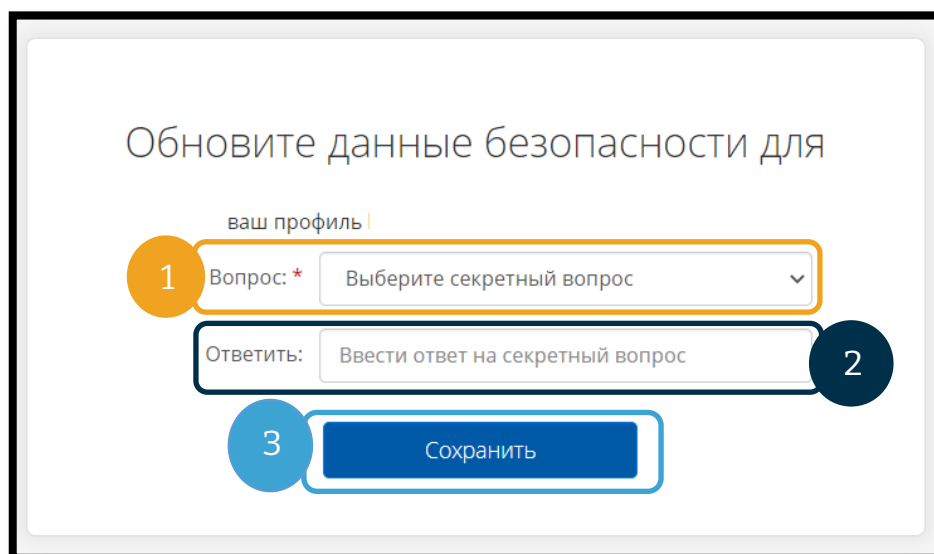 Обновите данные безопасности для
ваш профиль
1 Вопрос: * Выберите секретный вопрос
Ответить: Ввести ответ на секретный вопрос 2
3 Сохранить